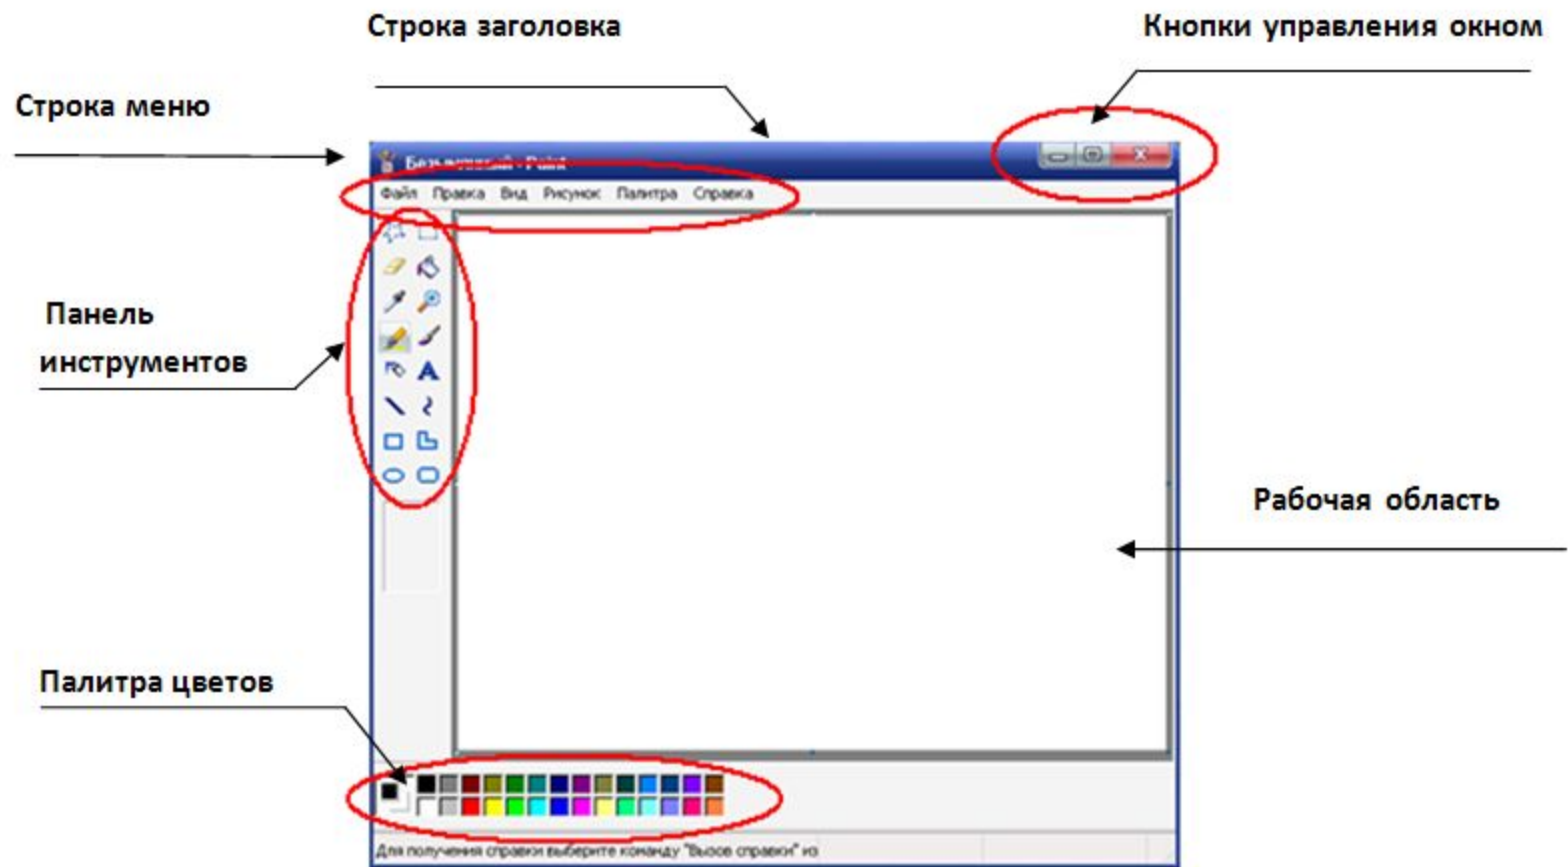 Строка заголовка
Кнопки управления окном
Строка меню
Безымянный - Paint
Файл Правка Вид Рисунок Палитра Справка
Панель
инструментов
Рабочая область
Палитра цветов
Для получения справки выберите команду "Вызов справки" из